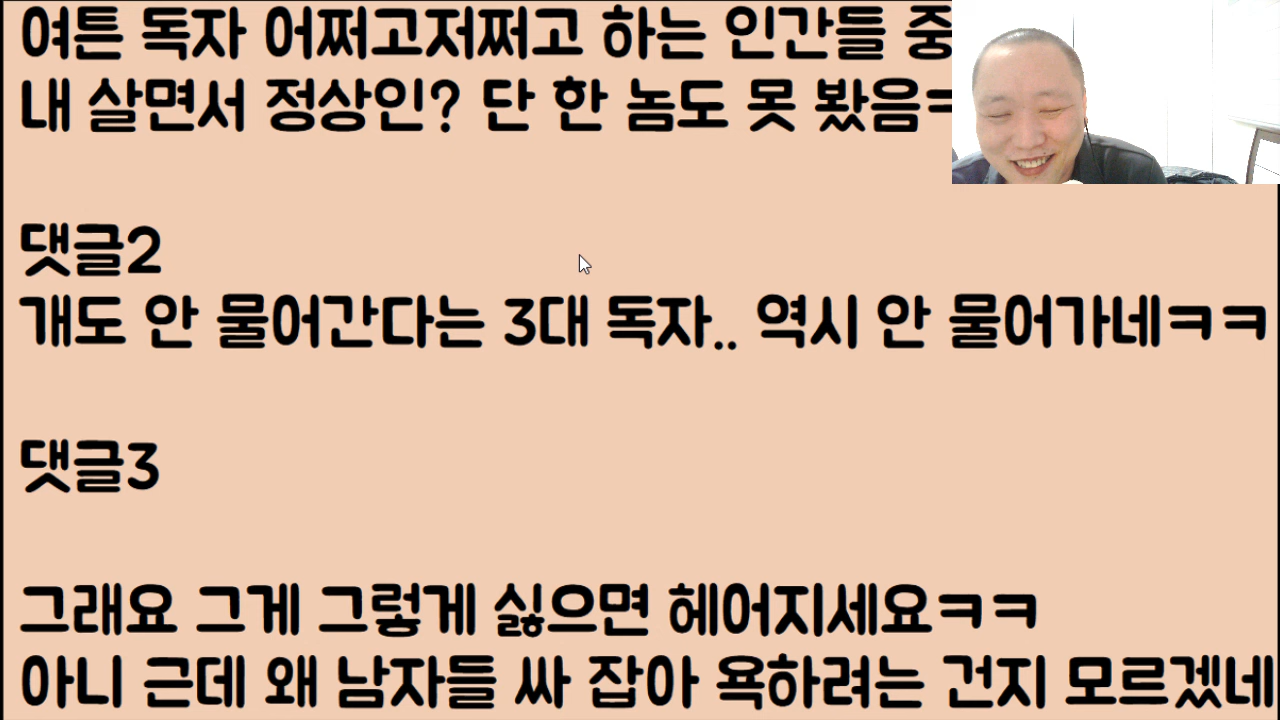 여튼 독자 어쩌고저쩌고 하는 인간들 중
내 살면서 정상인? 단 한 놈도 못 봤음ㅋ
댓글2
개도 안 물어간다는 3대 독자.. 역시 안 물어가네ㅋㅋ
댓글3
그래요 그게 그렇게 싫으면 헤어지세요ㅋㅋ
아니 근데 왜 남자들 싸 잡아 욕하려는 건지 모르겠네